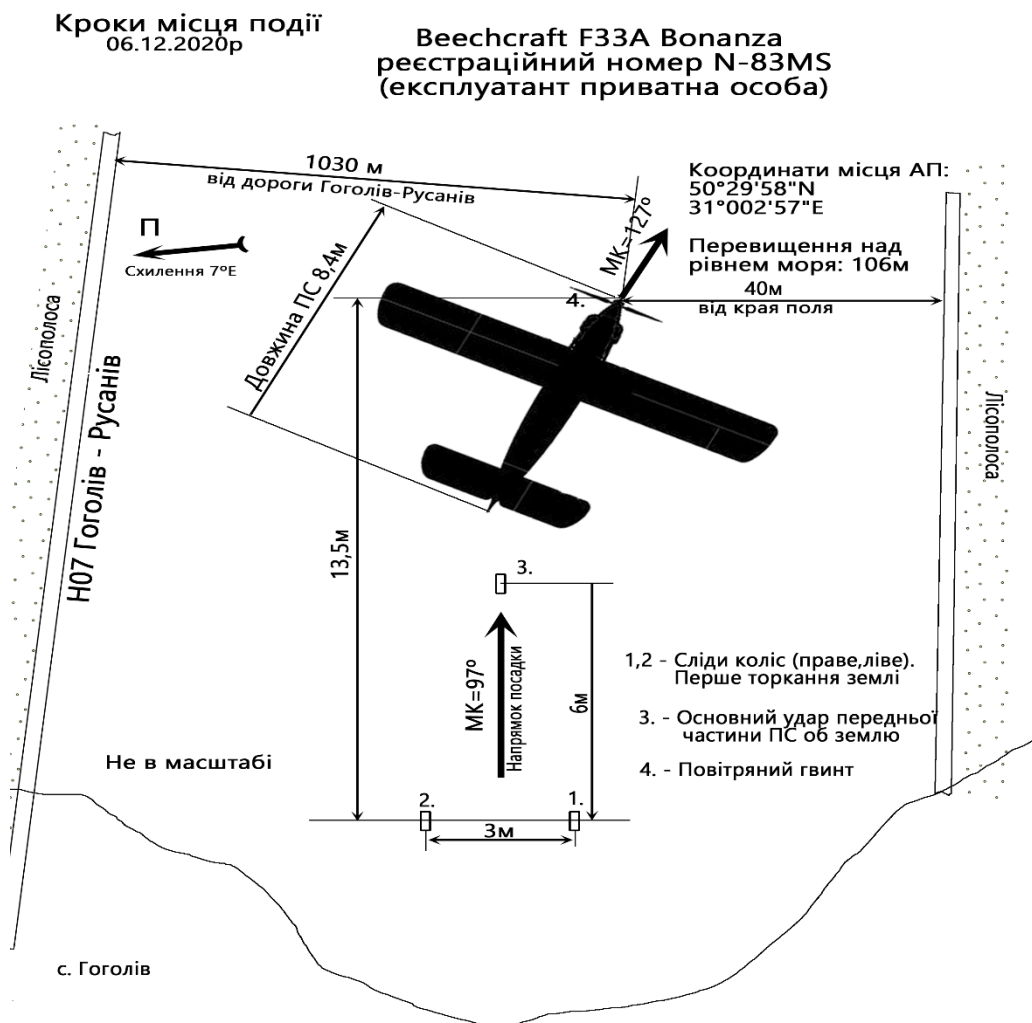 Кроки місця події
06.12.2020р
Beechcraft F33A Bonanza
реєстраційний номер N-83MS
(експлуатант приватна особа)
1030 м
від дороги Гоголів-Русанів
Координати місця АП:
50°29'58"N
31°002'57"E
Перевищення над
рівнем моря: 106м
МК=127º
П
Схилення 7ºЕ
Довжина ПС 8,4м
4.
40м
від края поля
Лісополоса
Н07 Гоголів - Русанів
Лісополоса
13,5м
3.
МК=97º
Напрямок посадки
6м
1,2 - Сліди коліс (праве,ліве).
Перше торкання землі
3. - Основний удар передньої
частини ПС об землю
4. - Повітряний гвинт
Не в масштабі
2.
1.
3м
с. Гоголів